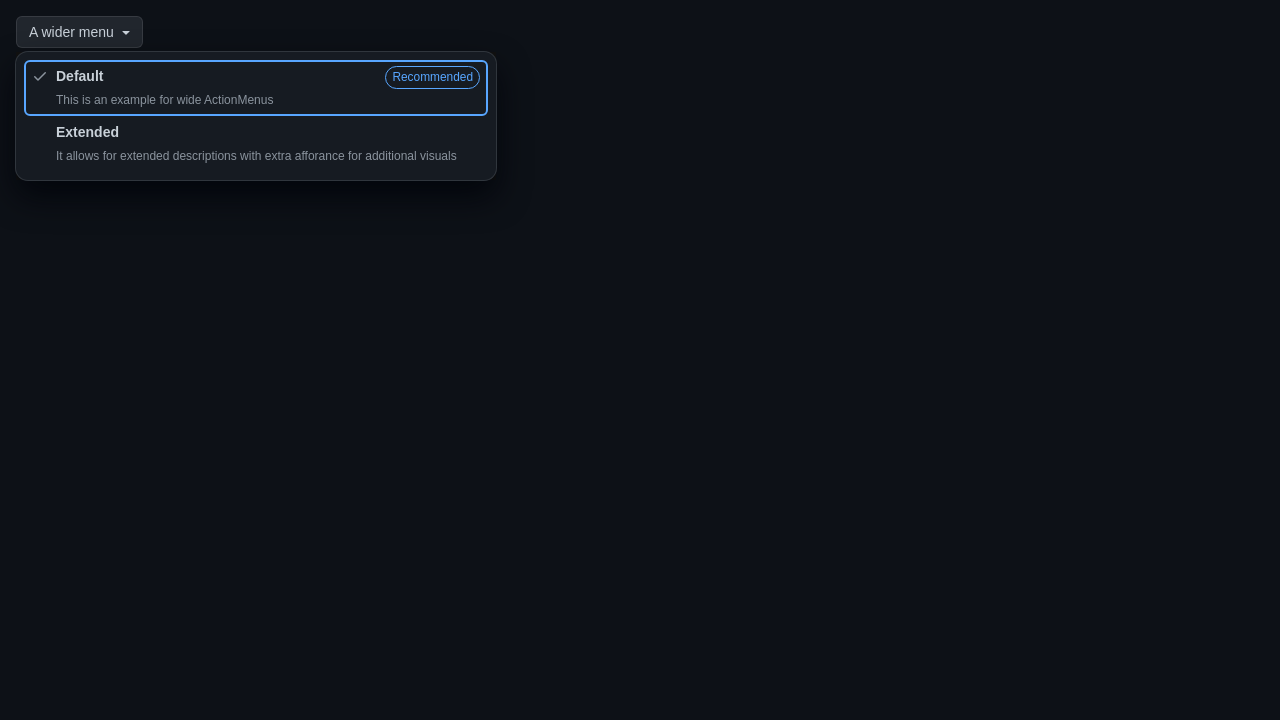 A wider menu
Default
Recommended
This is an example for wide ActionMenus
Extended
It allows for extended descriptions with extra afforance for additional visuals